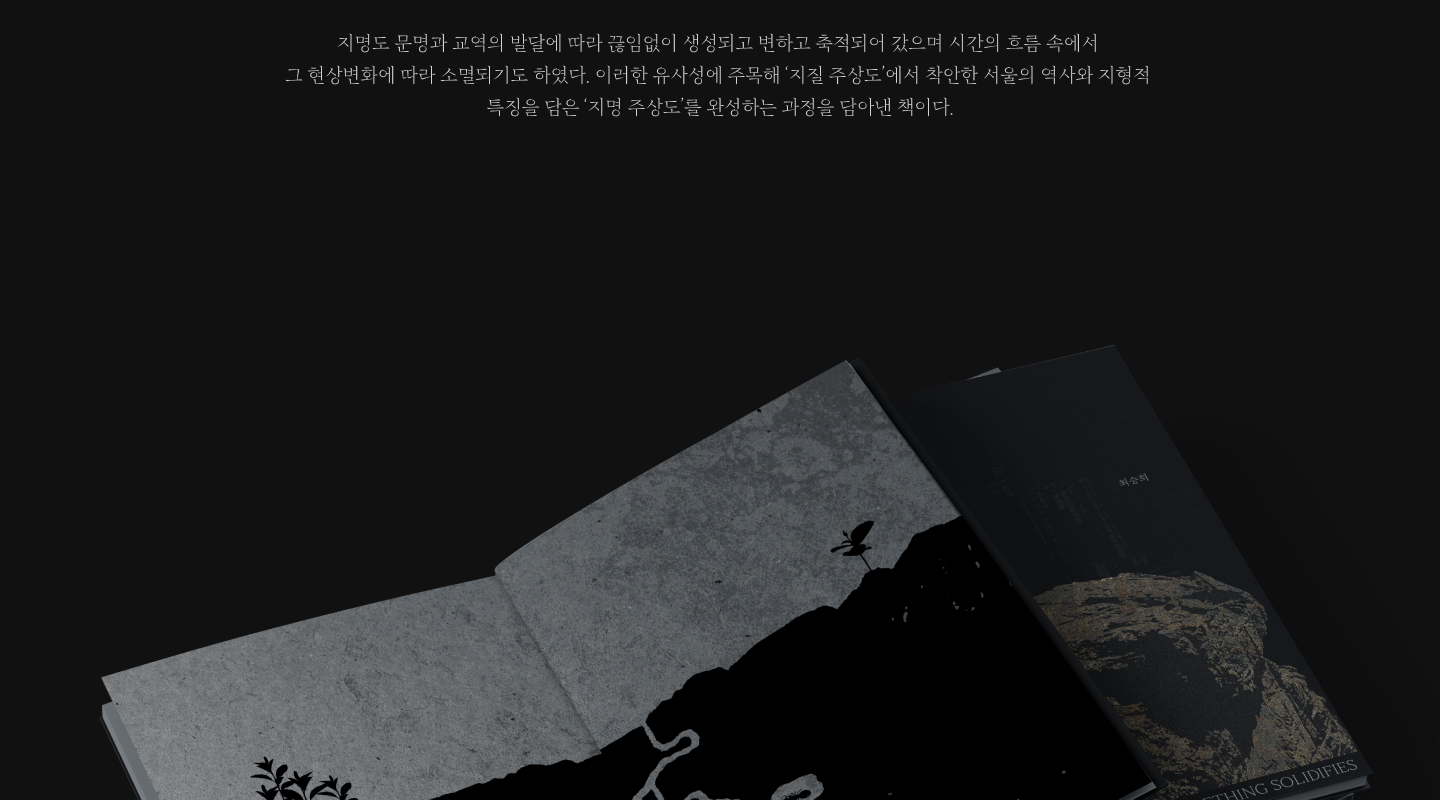 지명도 문명과 교역의 발달에 따라 끊임없이 생성되고 변하고 축적되어 갔으며 시간의 흐름 속에서
그 현상변화에 따라 소멸되기도 하였다. 이러한 유사성에 주목해 ‘지질 주상도’에서 착안한 서울의 역사와 지형적
특징을 담은 ‘지명 주상도’를 완성하는 과정을 담아낸 책이다.
최승희
ETHING SOLIDIFIES